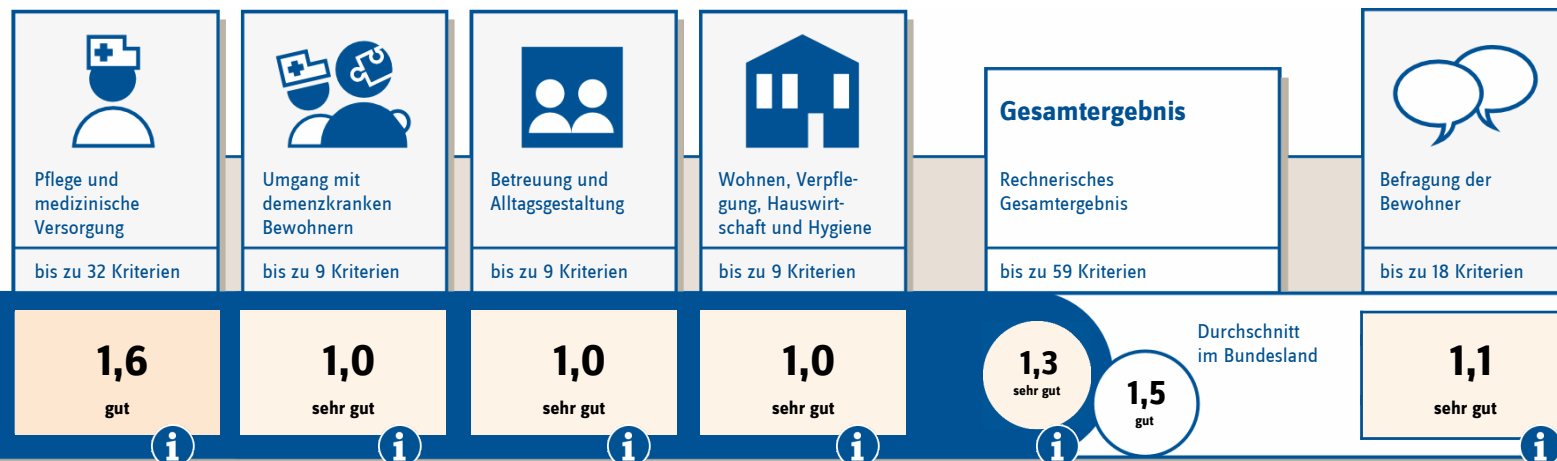 Pflege und
medizinische
Versorgung
bis zu 32 Kriterien
1,6
gut
i
Umgang mit
demenzkranken
Bewohnern
bis zu 9 Kriterien
1,0
sehr gut
i
Betreuung und
Alltagsgestaltung
bis zu 9 Kriterien
1,0
sehr gut
i
Wohnen, Verpfle-
gung, Hauswirt-
schaft und Hygiene
bis zu 9 Kriterien
1,0
sehr gut
i
Gesamtergebnis
Rechnerisches
Gesamtergebnis
bis zu 59 Kriterien
1,3
sehr gut
i
1,5
gut
Durchschnitt
im Bundesland
Befragung der
Bewohner
bis zu 18 Kriterien
1,1
sehr gut
i